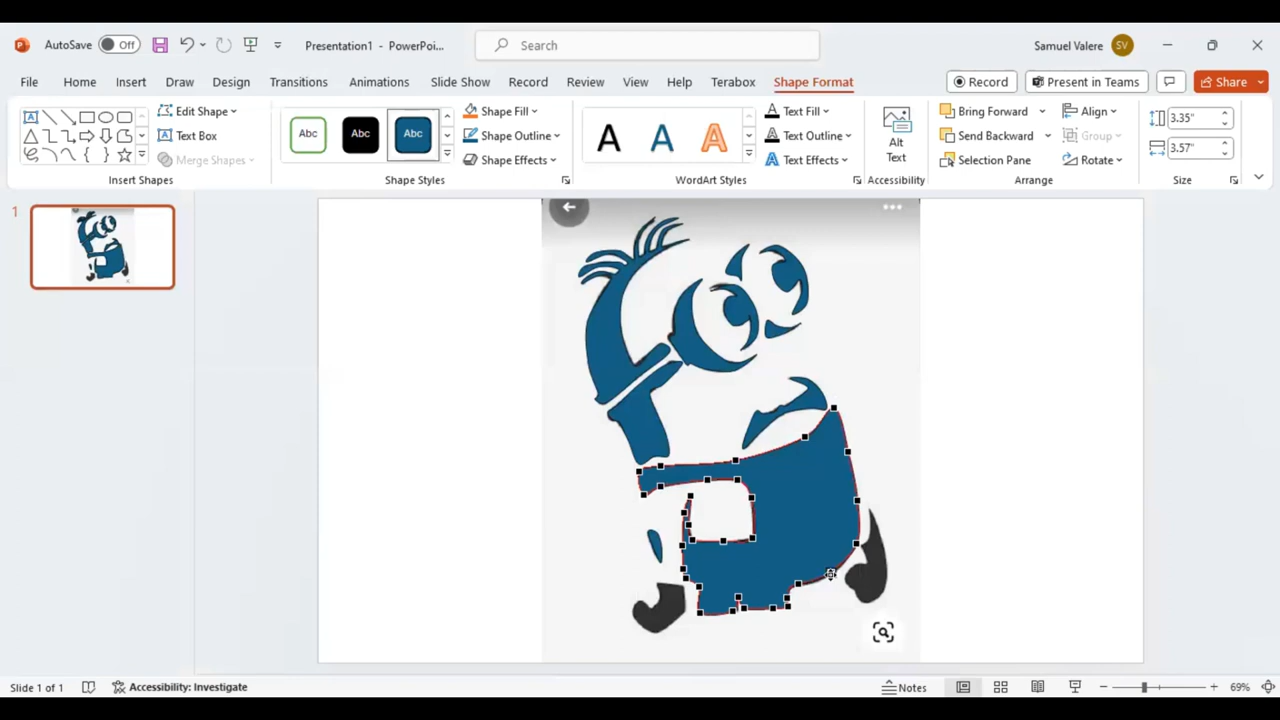 AutoSave Off Presentation1 - PowerPoi... Search Samuel Valere SV
File Home Insert Draw Design Transitions Animations Slide Show Record Review View Help Terabox Shape Format Record Present in Teams Share
Edit Shape
Text Box
Merge Shapes
Insert Shapes
Abc Abc Abc
Shape Fill
Shape Outline
Shape Effects
Shape Styles
A A A
Text Fill
Text Outline
Text Effects
WordArt Styles
Alt
Text
Accessibility
Bring Forward
Send Backward
Selection Pane
Align
Group
Rotate
Arrange
3.35"
3.57"
Size
1
Slide 1 of 1 Accessibility: Investigate Notes 69%